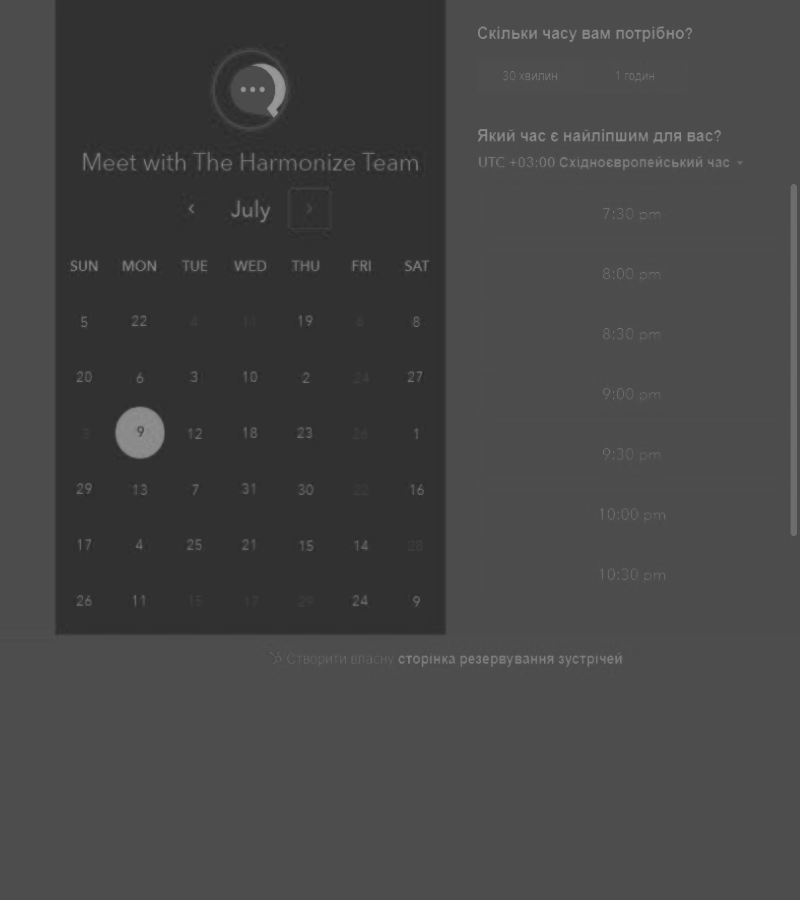 Meet with The Harmonize Team
July
SUN MON TUE WED THU FRI SAT
5 22 4 11 19 6 8
20 6 3 10 2 24 27
3 9 12 18 23 26 1
29 13 7 31 30 22 16
17 4 25 21 15 14 28
26 11 15 17 29 24 9
Скільки часу вам потрібно?
30 хвилин 1 годин
Який час є найліпшим для вас?
UTC +03:00 Східноєвропейський час
7:30 pm
8:00 pm
8:30 pm
9:00 pm
9:30 pm
10:00 pm
10:30 pm
Створити власну сторінка резервування зустрічей